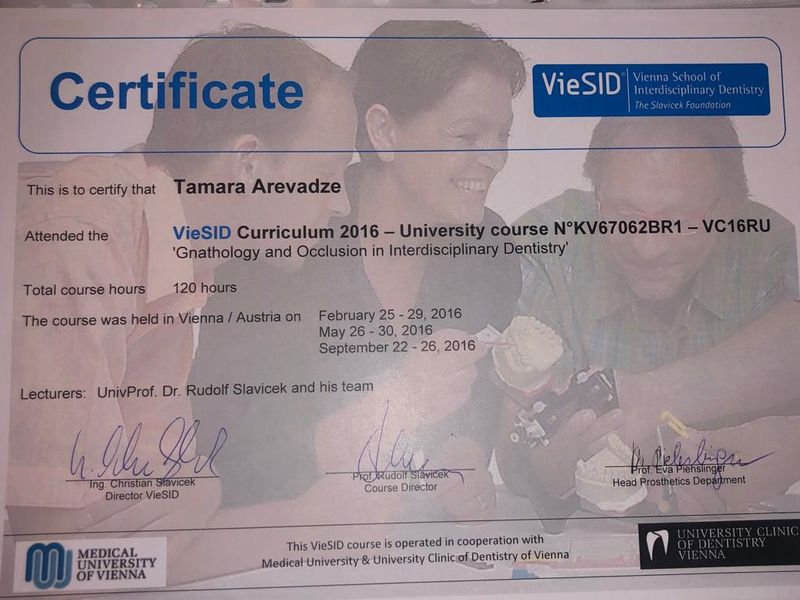 Certificate
VieSID® Vienna School of
Interdisciplinary Dentistry
The Slavicek Foundation
This is to certify that Tamara Arevadze
Attended the VieSID Curriculum 2016 – University course N°KV67062BR1 – VC16RU
'Gnathology and Occlusion in Interdisciplinary Dentistry'
Total course hours 120 hours
The course was held in Vienna / Austria on February 25 - 29, 2016
May 26 - 30, 2016
September 22 - 26, 2016
Lecturers: UnivProf. Dr. Rudolf Slavicek and his team
Ing. Christian Slavicek
Director VieSID
Prof. Rudolf Slavicek
Course Director
Prof. Eva Piehslinger
Head Prosthetics Department
MEDICAL
UNIVERSITY
OF VIENNA
This VieSID course is operated in cooperation with
Medical University & University Clinic of Dentistry of Vienna
UNIVERSITY CLINIC
OF DENTISTRY
VIENNA